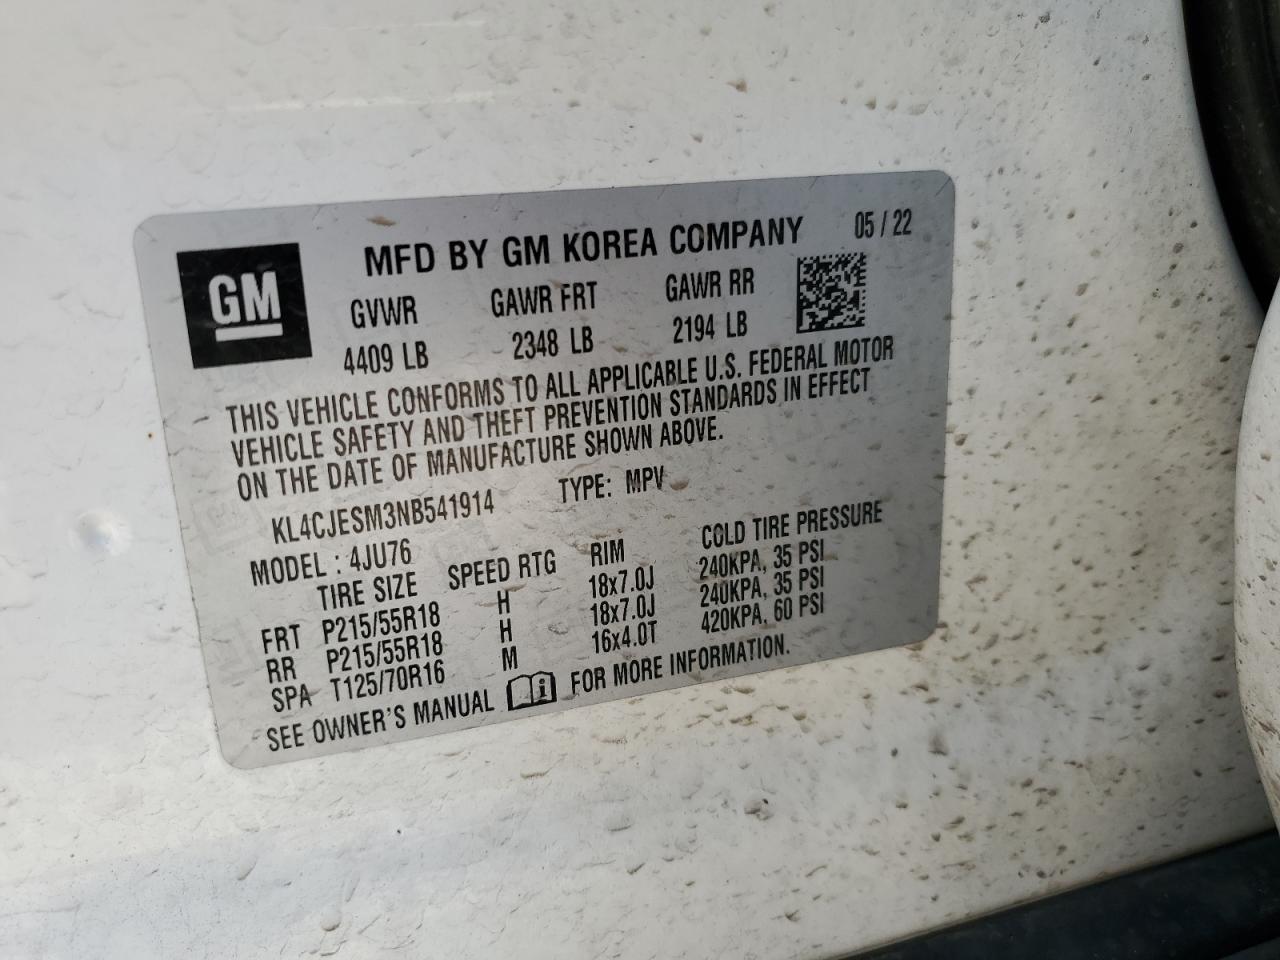 GM
MFD BY GM KOREA COMPANY 05 / 22
GVWR GAWR FRT GAWR RR
4409 LB 2348 LB 2194 LB
THIS VEHICLE CONFORMS TO ALL APPLICABLE U.S. FEDERAL MOTOR
VEHICLE SAFETY AND THEFT PREVENTION STANDARDS IN EFFECT
ON THE DATE OF MANUFACTURE SHOWN ABOVE.
KL4CJESM3NB541914 TYPE: MPV
MODEL : 4JU76
TIRE SIZE SPEED RTG RIM COLD TIRE PRESSURE
FRT P215/55R18 H 18x7.0J 240KPA, 35 PSI
RR P215/55R18 H 18x7.0J 240KPA, 35 PSI
SPA T125/70R16 M 16x4.0T 420KPA, 60 PSI
SEE OWNER'S MANUAL i FOR MORE INFORMATION.